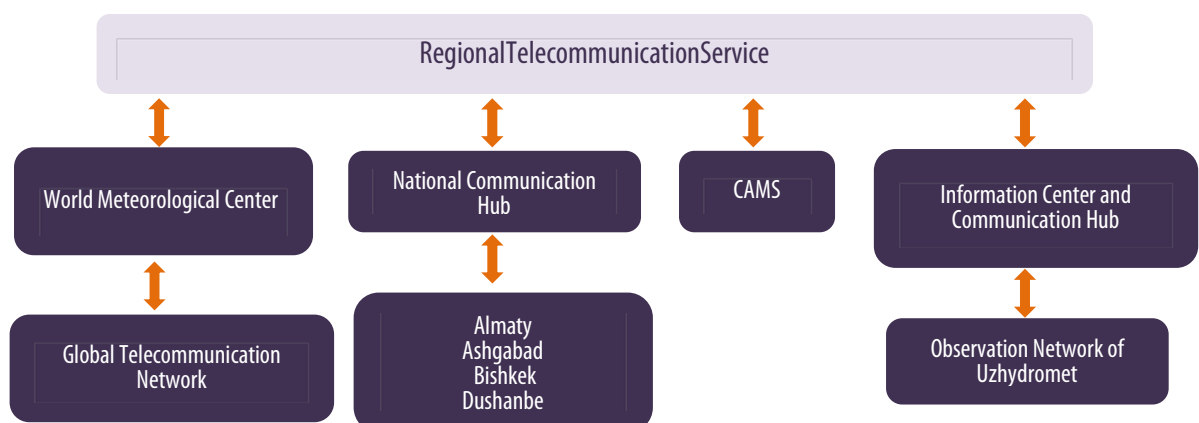 RegionalTelecommunicationService
World Meteorological Center
National Communication
Hub
CAMS
Information Center and
Communication Hub
Global Telecommunication
Network
Almaty
Ashgabad
Bishkek
Dushanbe
Observation Network of
Uzhydromet